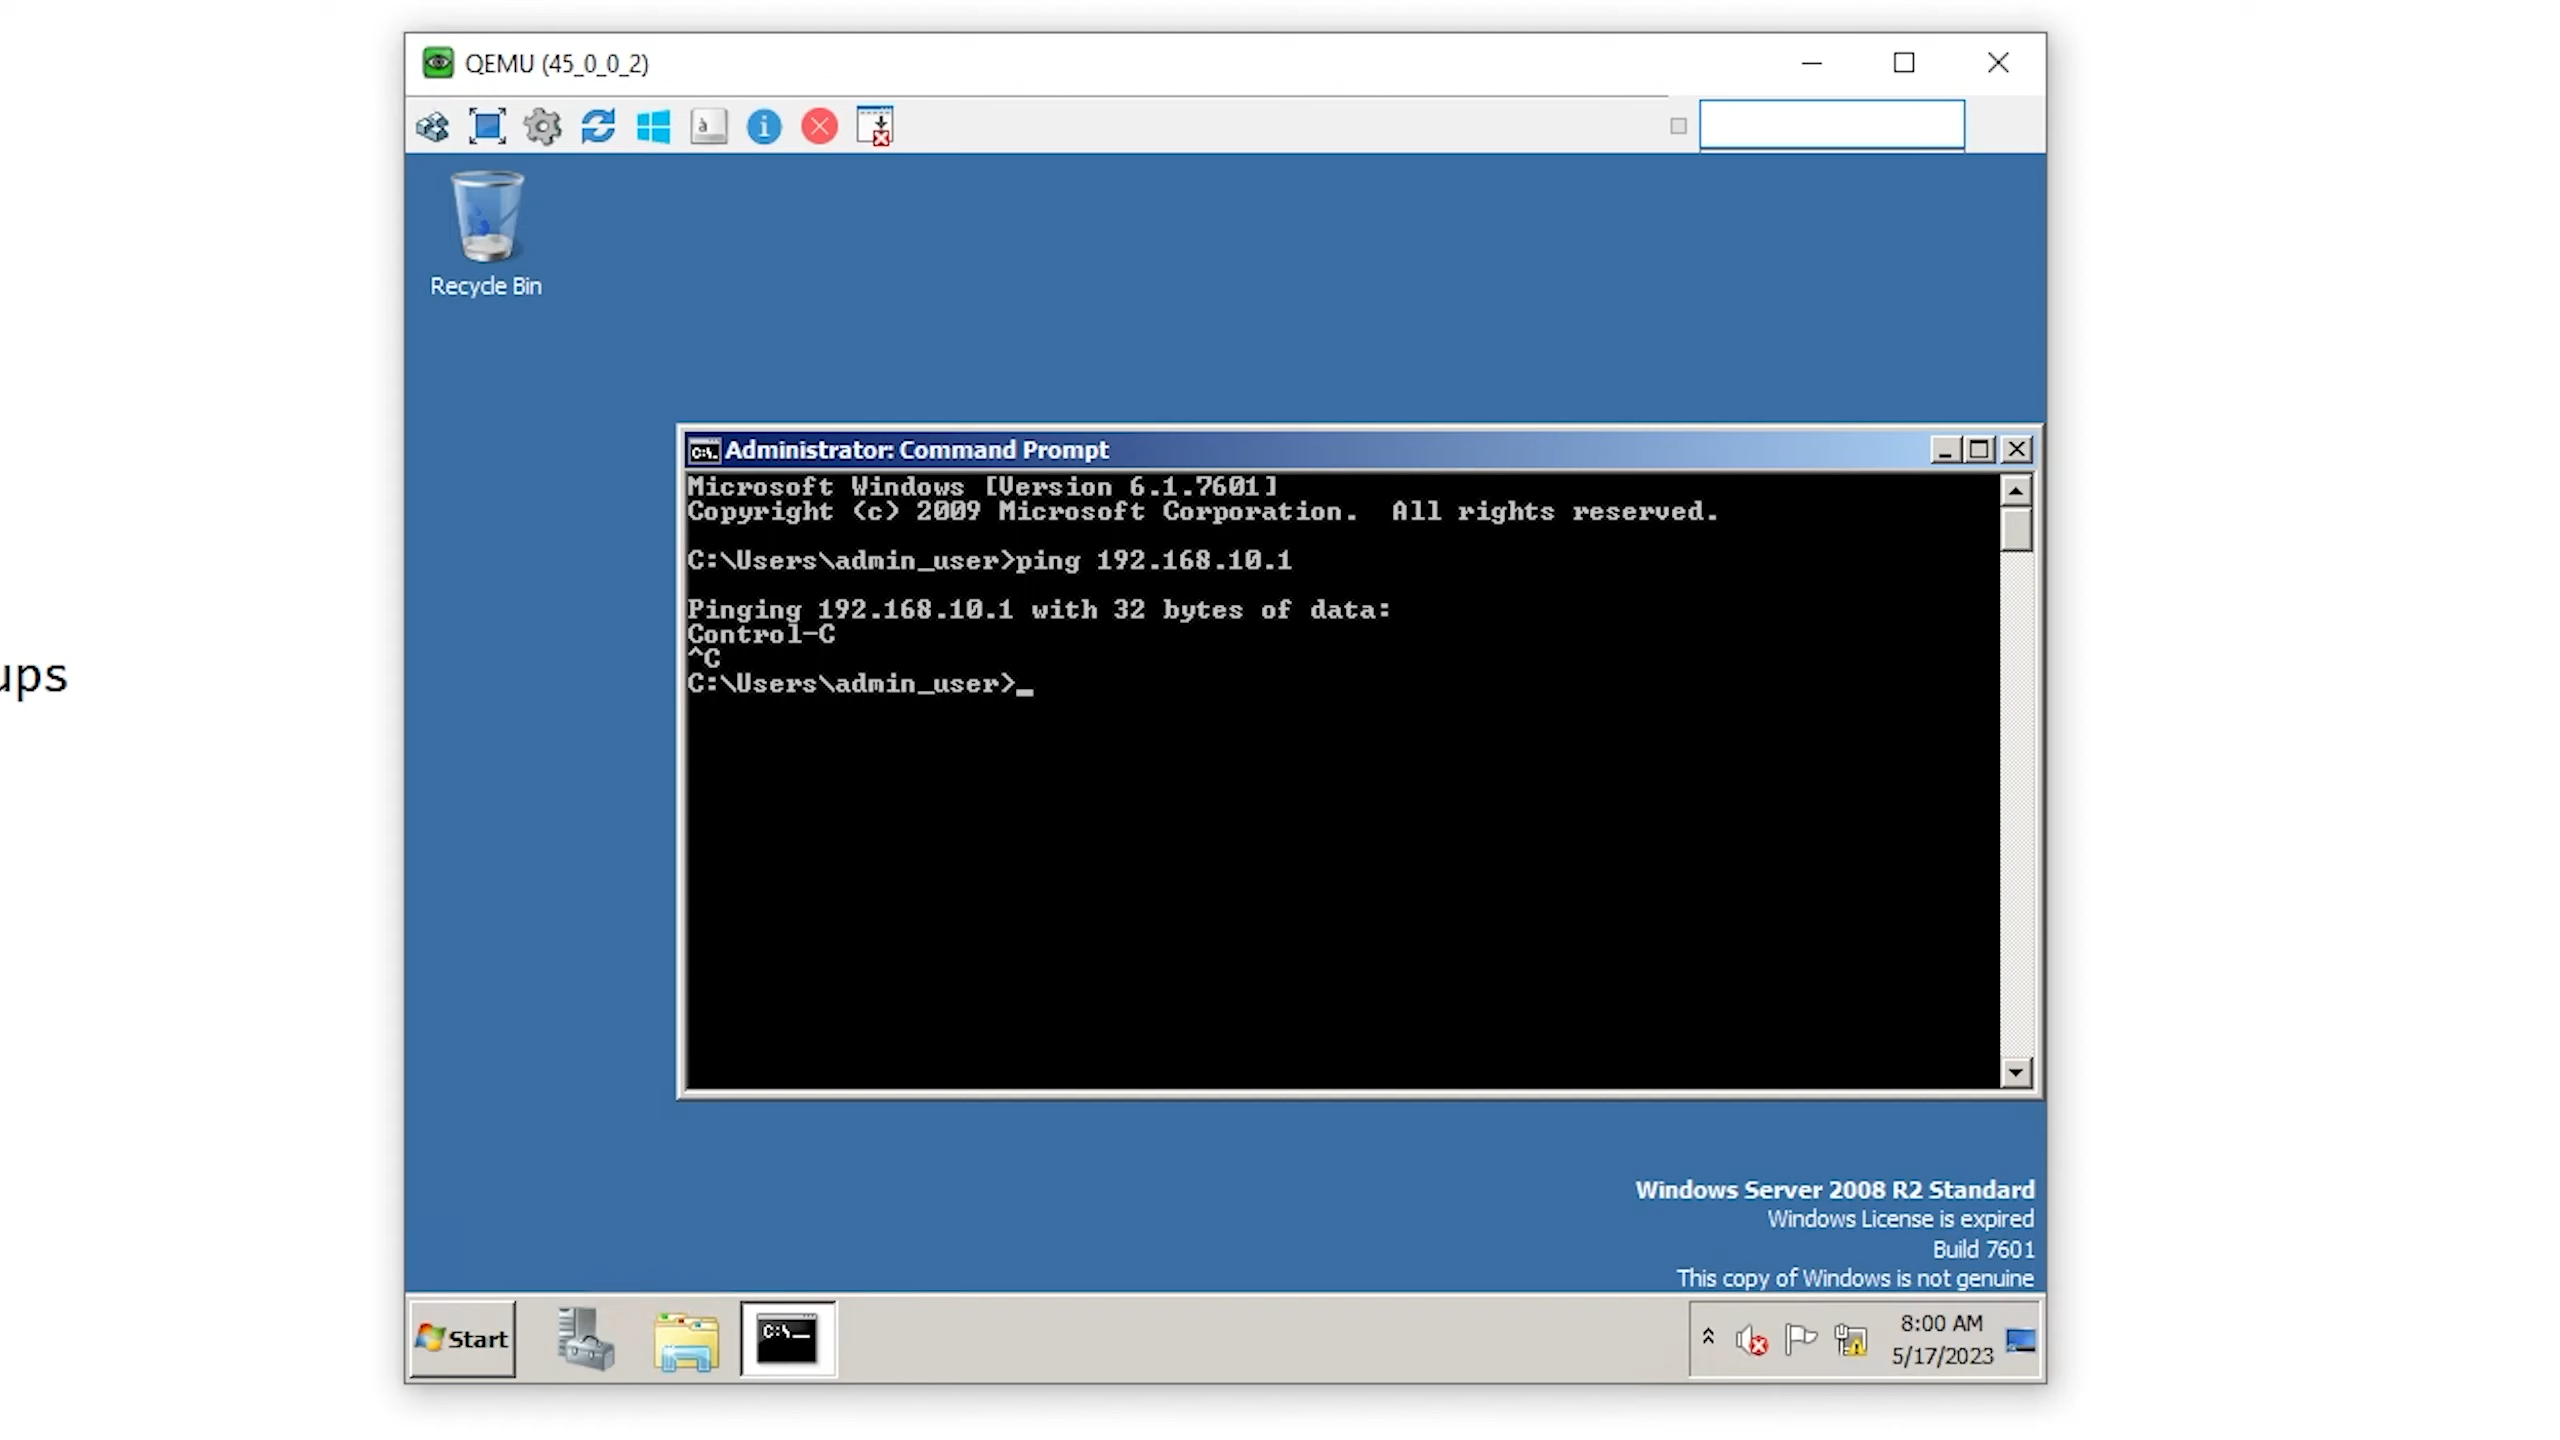 QEMU (45_0_0_2)
Recycle Bin
Administrator: Command Prompt
Microsoft Windows [Version 6.1.7601]
Copyright (c) 2009 Microsoft Corporation.  All rights reserved.
C:\Users\admin_user>ping 192.168.10.1
Pinging 192.168.10.1 with 32 bytes of data:
Control-C
^C
C:\Users\admin_user>_
ups
Windows Server 2008 R2 Standard
Windows License is expired
Build 7601
This copy of Windows is not genuine
Start
8:00 AM
5/17/2023